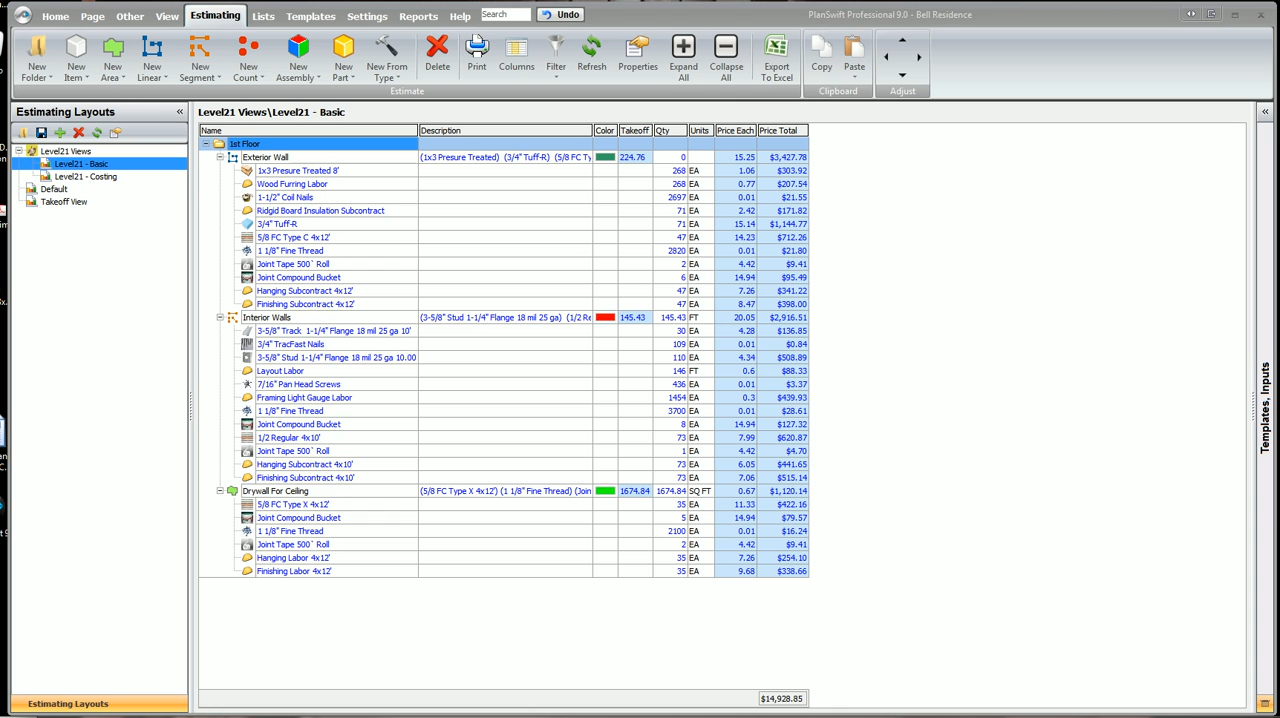 Home Page Other View Estimating Lists Templates Settings Reports Help Search Undo PlanSwift Professional 9.0 - Bell Residence
New Folder New Item New Area New Linear New Segment New Count New Assembly New Part New From Type Delete Print Columns Filter Refresh Properties Expand All Collapse All Export To Excel Copy Paste
Estimate Clipboard Adjust
Estimating Layouts «
Level21 Views
Level21 - Basic
Level21 - Costing
Default
Takeoff View
Estimating Layouts
Level21 Views\Level21 - Basic
Name Description Color Takeoff Qty Units Price Each Price Total
1st Floor
Exterior Wall (1x3 Presure Treated) (3/4" Tuff-R) (5/8 FC Ty 224.76 0 15.25 $3,427.78
1x3 Presure Treated 8' 268 EA 1.06 $303.92
Wood Furring Labor 268 EA 0.77 $207.54
1-1/2" Coil Nails 2697 EA 0.01 $21.55
Ridgid Board Insulation Subcontract 71 EA 2.42 $171.82
3/4" Tuff-R 71 EA 15.14 $1,144.77
5/8 FC Type C 4x12' 47 EA 14.23 $712.26
1 1/8" Fine Thread 2820 EA 0.01 $21.80
Joint Tape 500` Roll 2 EA 4.42 $9.41
Joint Compound Bucket 6 EA 14.94 $95.49
Hanging Subcontract 4x12' 47 EA 7.26 $341.22
Finishing Subcontract 4x12' 47 EA 8.47 $398.00
Interior Walls (3-5/8" Stud 1-1/4" Flange 18 mil 25 ga) (1/2 Re 145.43 145.43 FT 20.05 $2,916.51
3-5/8" Track 1-1/4" Flange 18 mil 25 ga 10' 30 EA 4.28 $136.85
3/4" TracFast Nails 109 EA 0.01 $0.84
3-5/8" Stud 1-1/4" Flange 18 mil 25 ga 10.00 110 EA 4.34 $508.89
Layout Labor 146 FT 0.6 $88.33
7/16" Pan Head Screws 436 EA 0.01 $3.37
Framing Light Gauge Labor 1454 EA 0.3 $439.93
1 1/8" Fine Thread 3700 EA 0.01 $28.61
Joint Compound Bucket 8 EA 14.94 $127.32
1/2 Regular 4x10' 73 EA 7.99 $620.87
Joint Tape 500` Roll 1 EA 4.42 $4.70
Hanging Subcontract 4x10' 73 EA 6.05 $441.65
Finishing Subcontract 4x10' 73 EA 7.06 $515.14
Drywall For Ceiling (5/8 FC Type X 4x12') (1 1/8" Fine Thread) (Join 1674.84 1674.84 SQ FT 0.67 $1,120.14
5/8 FC Type X 4x12' 35 EA 11.33 $422.16
Joint Compound Bucket 5 EA 14.94 $79.57
1 1/8" Fine Thread 2100 EA 0.01 $16.24
Joint Tape 500` Roll 2 EA 4.42 $9.41
Hanging Labor 4x12' 35 EA 7.26 $254.10
Finishing Labor 4x12' 35 EA 9.68 $338.66
$14,928.85
«
Templates, Inputs